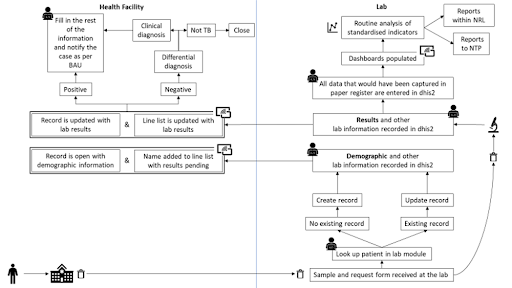 Health Facility
Lab
Fill in the rest
of the
information
and notify the
case as per
BAU
Clinical
diagnosis
Not TB
Close
Differential
diagnosis
Positive
Negative
Record is updated with
lab results
&
Line list is updated with
lab results
Record is open with
demographic information
&
Name added to line list
with results pending
Routine analysis of
standardised indicators
Reports
within NRL
Reports
to NTP
Dashboards populated
All data that would have been captured in
paper register are entered in dhis2
Results and other
lab information recorded in dhis2
Demographic and other
lab information recorded in dhis2
Create record
Update record
No existing record
Existing record
Look up patient in lab module
Sample and request form received at the lab